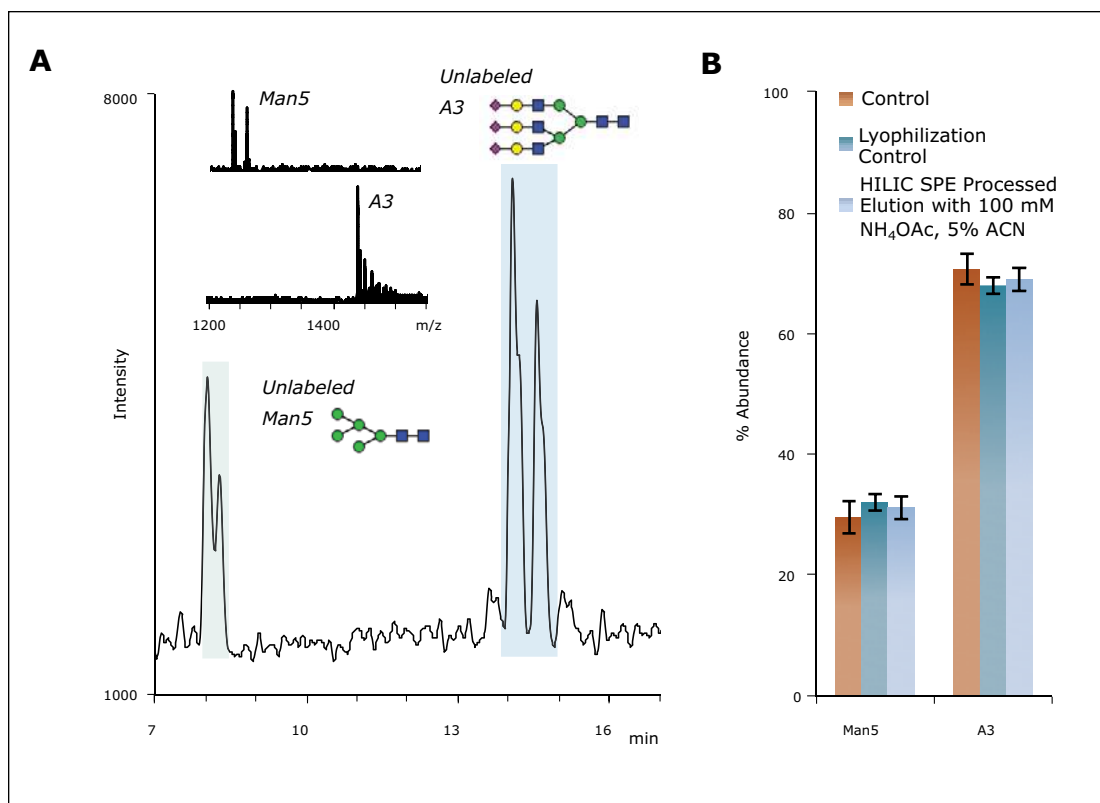 A
8000
Intensity
1000
7
10
13
16
min
Man5
A3
1200
1400
m/z
Unlabeled
Man5
Unlabeled
A3
B
100
80
60
40
20
0
% Abundance
Control
Lyophilization
Control
HILIC SPE Processed
Elution with 100 mM
NH₄OAc, 5% ACN
Man5
A3